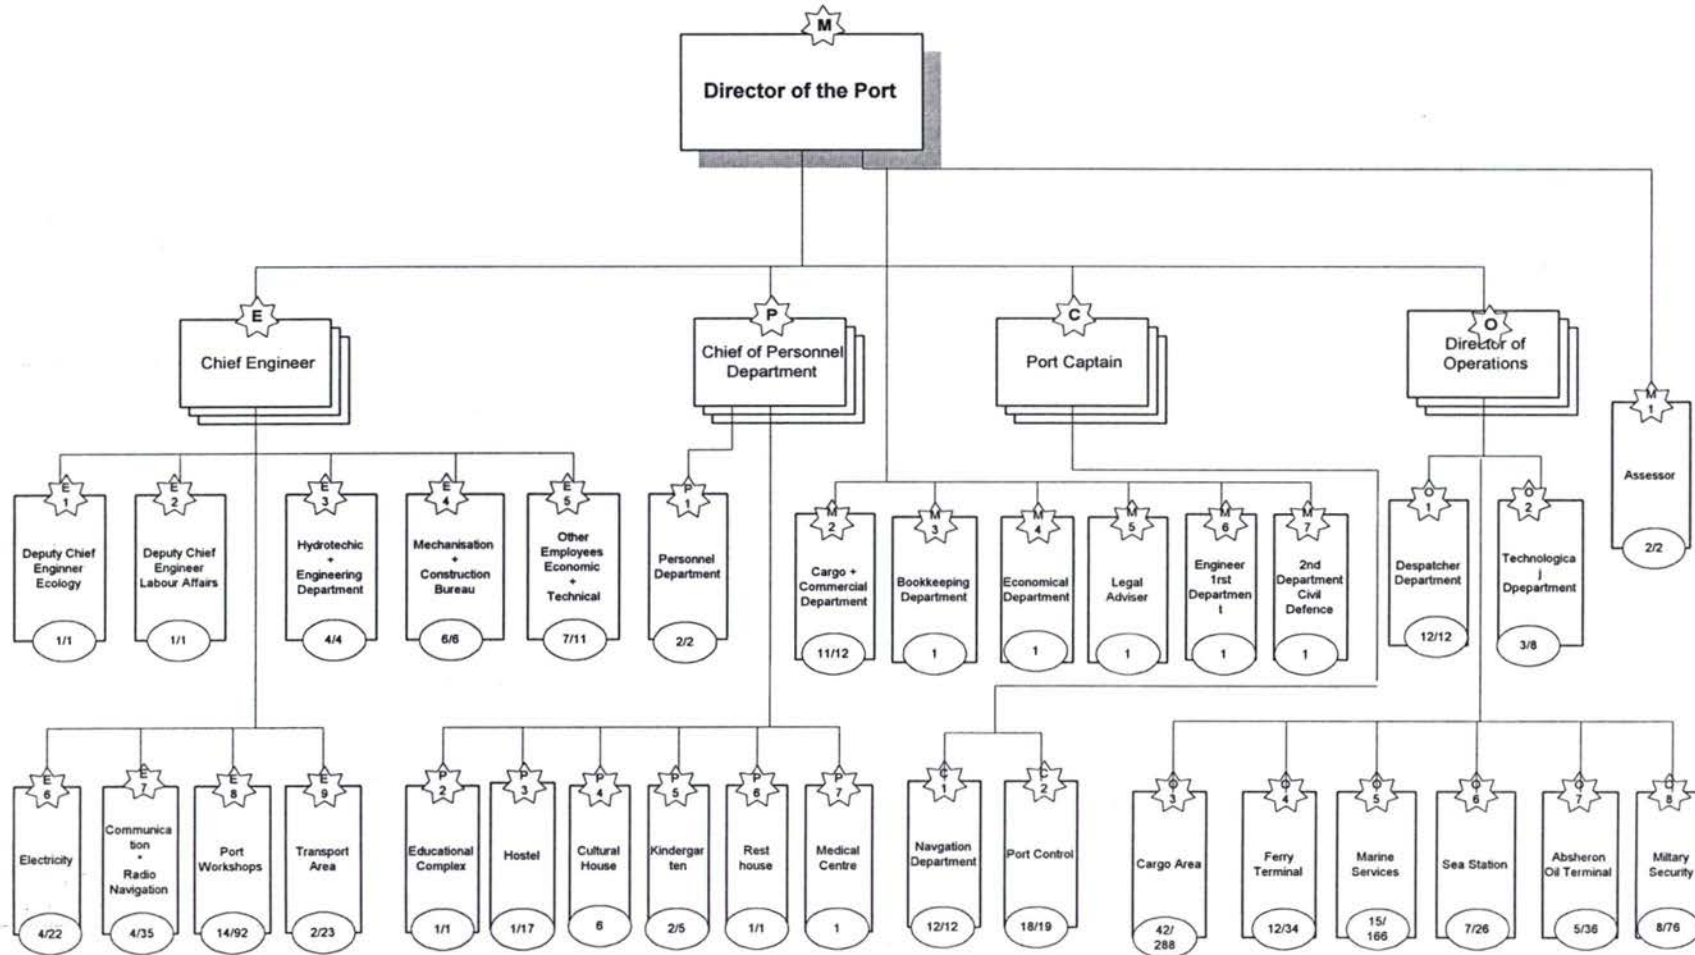 M
Director of the Port
E
Chief Engineer
P
Chief of Personnel
Department
C
Port Captain
O
Director of
Operations
M
1
Assessor
2/2
E
1
Deputy Chief
Enginner
Ecology
1/1
E
2
Deputy Chief
Engineer
Labour Affairs
1/1
E
3
Hydrotechic
+
Engineering
Department
4/4
E
4
Mechanisation
+
Construction
Bureau
6/6
E
5
Other
Employees
Economic
+
Technical
7/11
P
1
Personnel
Department
2/2
M
2
Cargo +
Commercial
Department
11/12
M
3
Bookkeeping
Department
1
M
4
Economical
Department
1
M
5
Legal
Adviser
1
M
6
Engineer
1rst
Departmen
t
1
M
7
2nd
Department
Civil
Defence
1
O
1
Despatcher
Department
12/12
O
2
Technologica
j
Dpepartment
3/8
E
6
Electricity
4/22
E
7
Communica
tion
+
Radio
Navigation
4/35
E
8
Port
Workshops
14/92
E
9
Transport
Area
2/23
P
2
Educational
Complex
1/1
P
3
Hostel
1/17
P
4
Cultural
House
6
P
5
Kindergar
ten
2/5
P
6
Rest
house
1/1
P
7
Medical
Centre
1
C
1
Navgation
Department
12/12
C
2
Port Control
18/19
O
3
Cargo Area
42/
288
O
4
Ferry
Terminal
12/34
O
5
Marine
Services
15/
166
O
6
Sea Station
7/26
O
7
Absheron
Oil Terminal
5/36
O
8
Miltary
Security
8/76